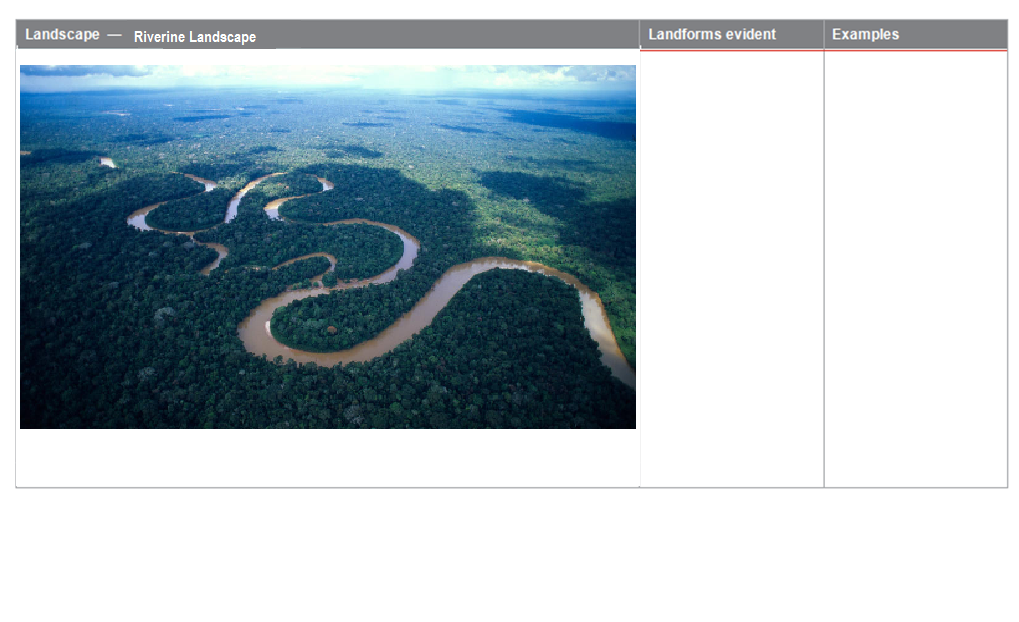 Landscape — Riverine Landscape
Landforms evident
Examples